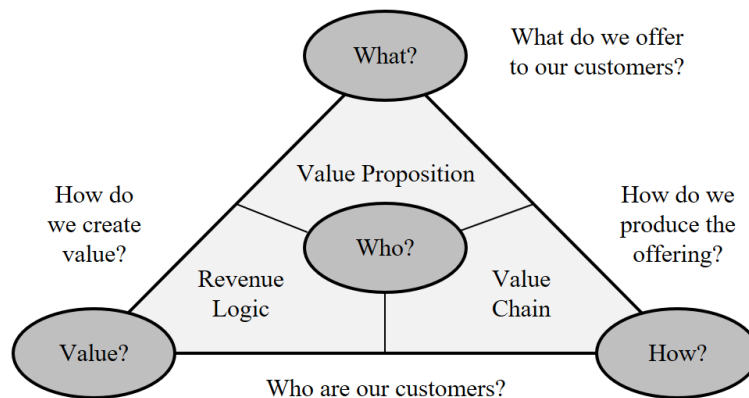 What?
What do we offer
to our customers?
Value Proposition
How do
we create
value?
How do we
produce the
offering?
Who?
Revenue
Logic
Value
Chain
Value?
How?
Who are our customers?